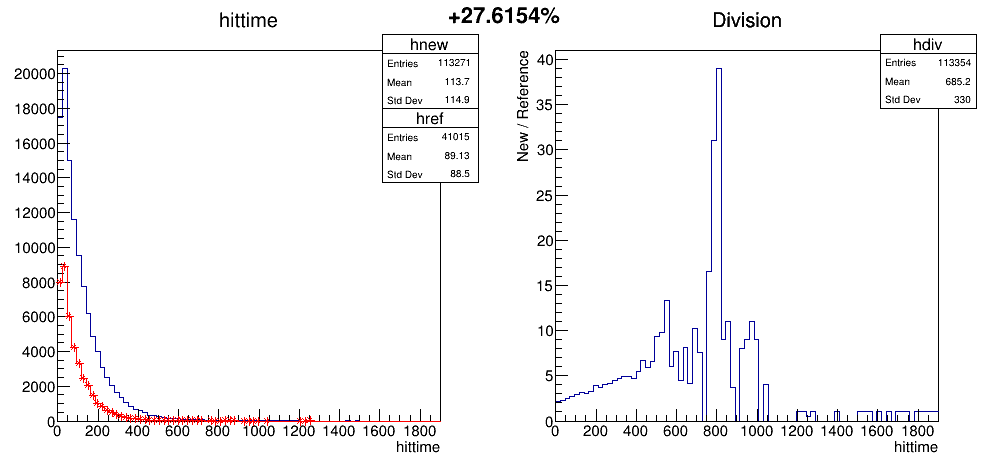 +27.6154%
hittime
hnew
Entries 113271
Mean 113.7
Std Dev 114.9
href
Entries 41015
Mean 89.13
Std Dev 88.5
20000
18000
16000
14000
12000
10000
8000
6000
4000
2000
0
0 200 400 600 800 1000 1200 1400 1600 1800
hittime
Division
hdiv
Entries 113354
Mean 685.2
Std Dev 330
New / Reference
40
35
30
25
20
15
10
5
0
0 200 400 600 800 1000 1200 1400 1600 1800
hittime